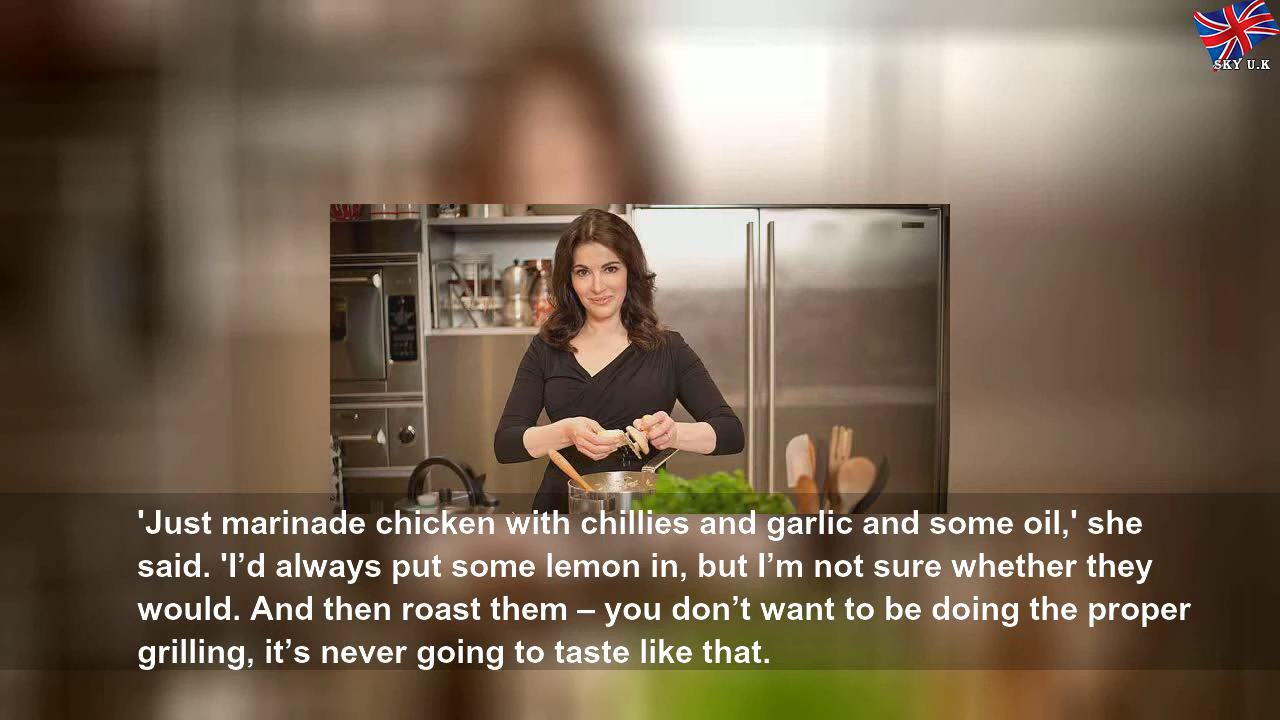 SKY U.K
'Just marinade chicken with chillies and garlic and some oil,' she
said. 'I’d always put some lemon in, but I’m not sure whether they
would. And then roast them – you don’t want to be doing the proper
grilling, it’s never going to taste like that.